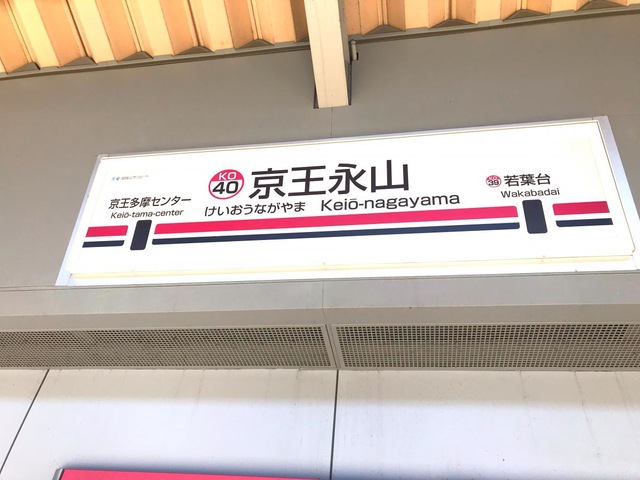 京王多摩センター
Keiō-tama-center
KO
40
京王永山
けいおうながやま Keiō-nagayama
KO
39
若葉台
Wakabadai